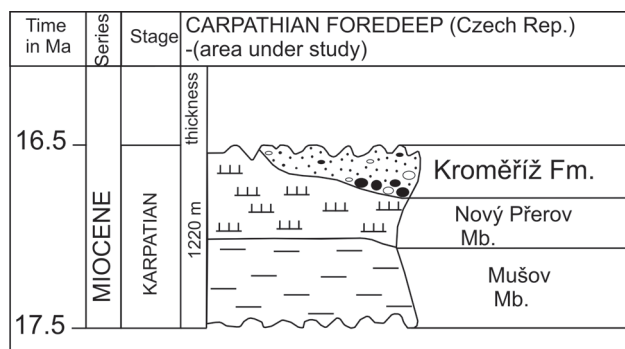 Time
in Ma
Series
Stage
CARPATHIAN FOREDEEP (Czech Rep.)
-(area under study)
thickness
16.5
MIOCENE
KARPATIAN
1220 m
Kroměříž Fm.
Nový Přerov
Mb.
Mušov
Mb.
17.5